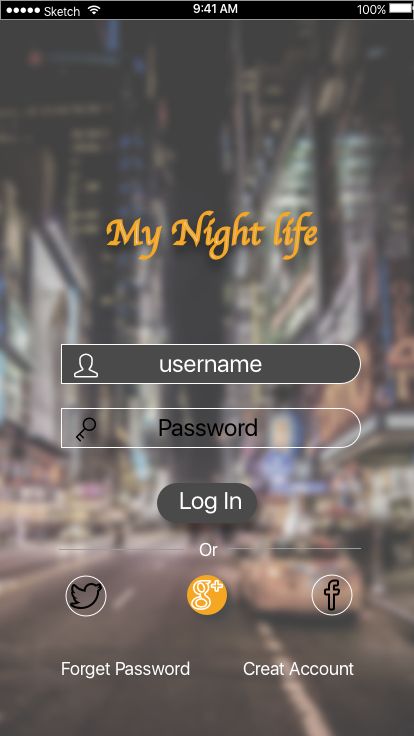 Sketch 9:41 AM 100%
My Night life
username
Password
Log In
Or
g+
f
Forget Password Creat Account